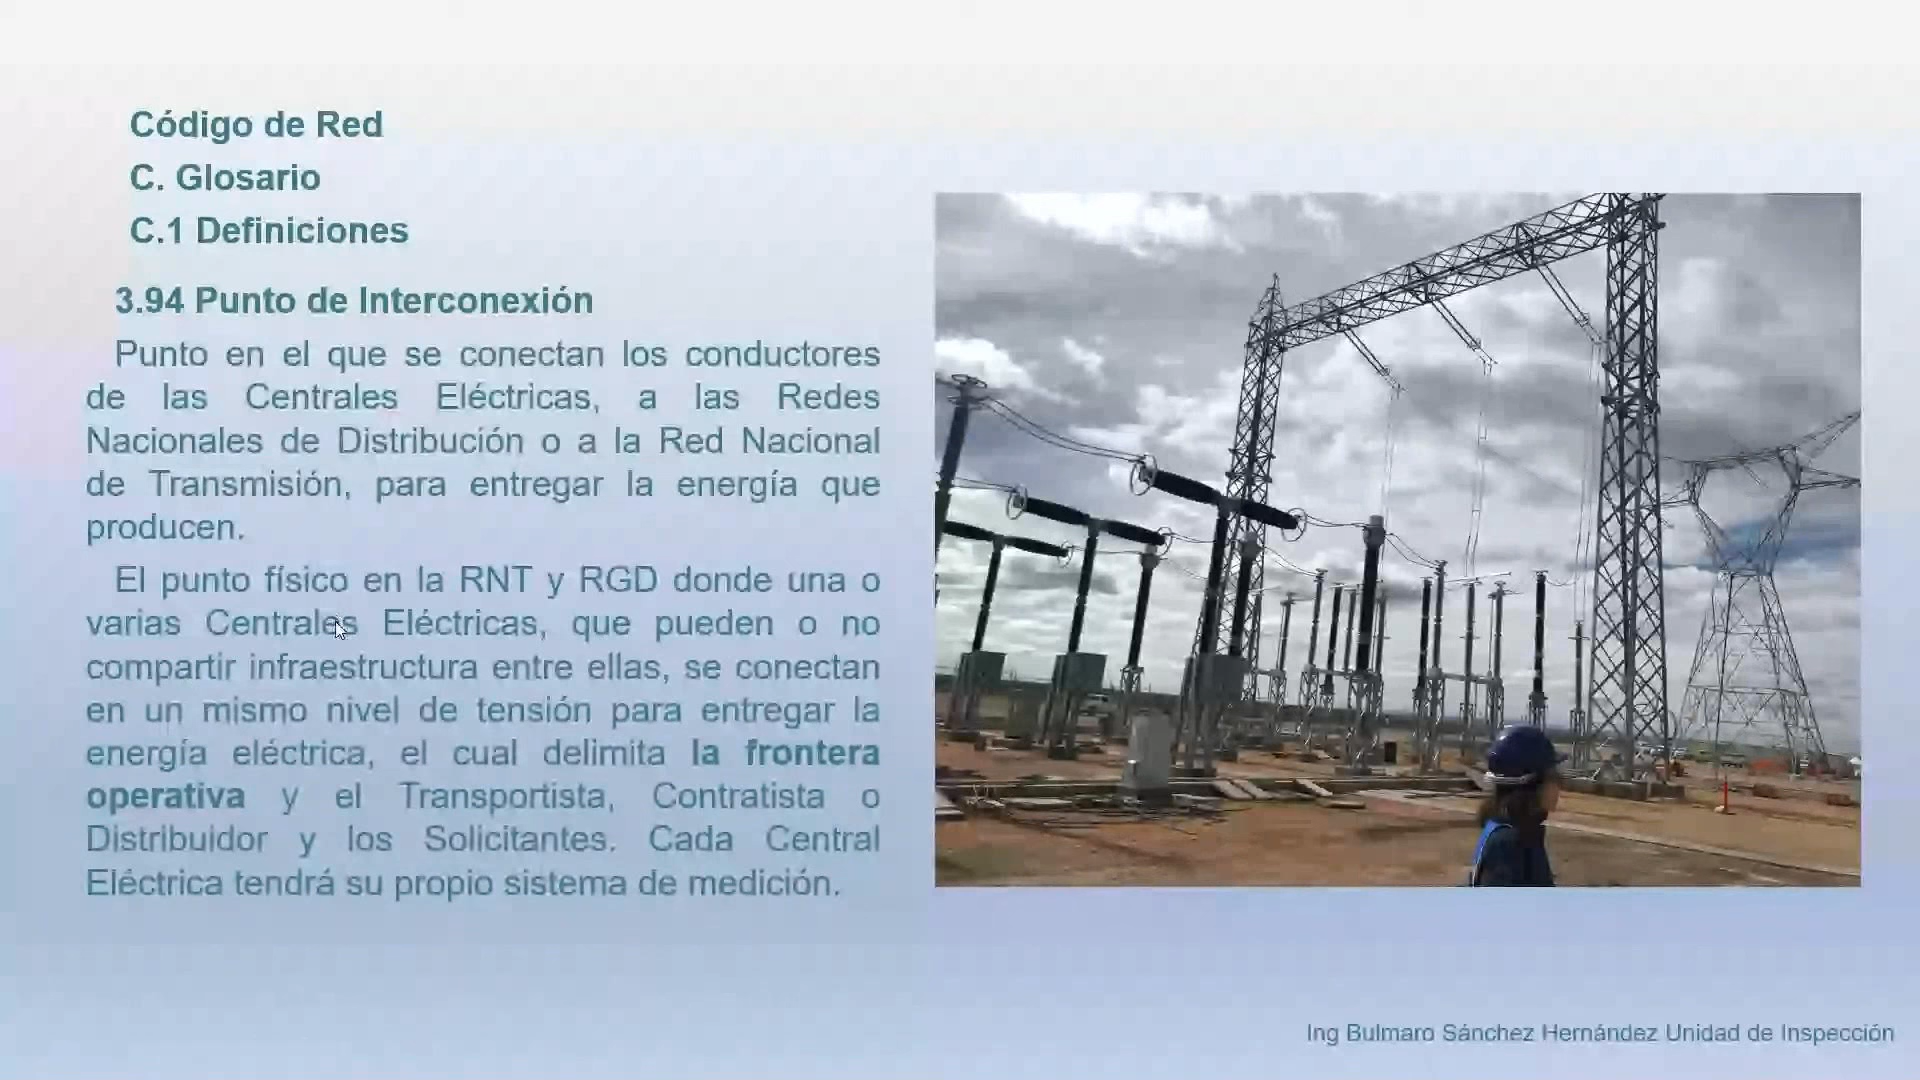 Código de Red
C. Glosario
C.1 Definiciones
3.94 Punto de Interconexión
Punto en el que se conectan los conductores
de las Centrales Eléctricas, a las Redes
Nacionales de Distribución o a la Red Nacional
de Transmisión, para entregar la energía que
producen.
El punto físico en la RNT y RGD donde una o
varias Centrales Eléctricas, que pueden o no
compartir infraestructura entre ellas, se conectan
en un mismo nivel de tensión para entregar la
energía eléctrica, el cual delimita la frontera
operativa y el Transportista, Contratista o
Distribuidor y los Solicitantes. Cada Central
Eléctrica tendrá su propio sistema de medición.
Ing Bulmaro Sánchez Hernández Unidad de Inspección